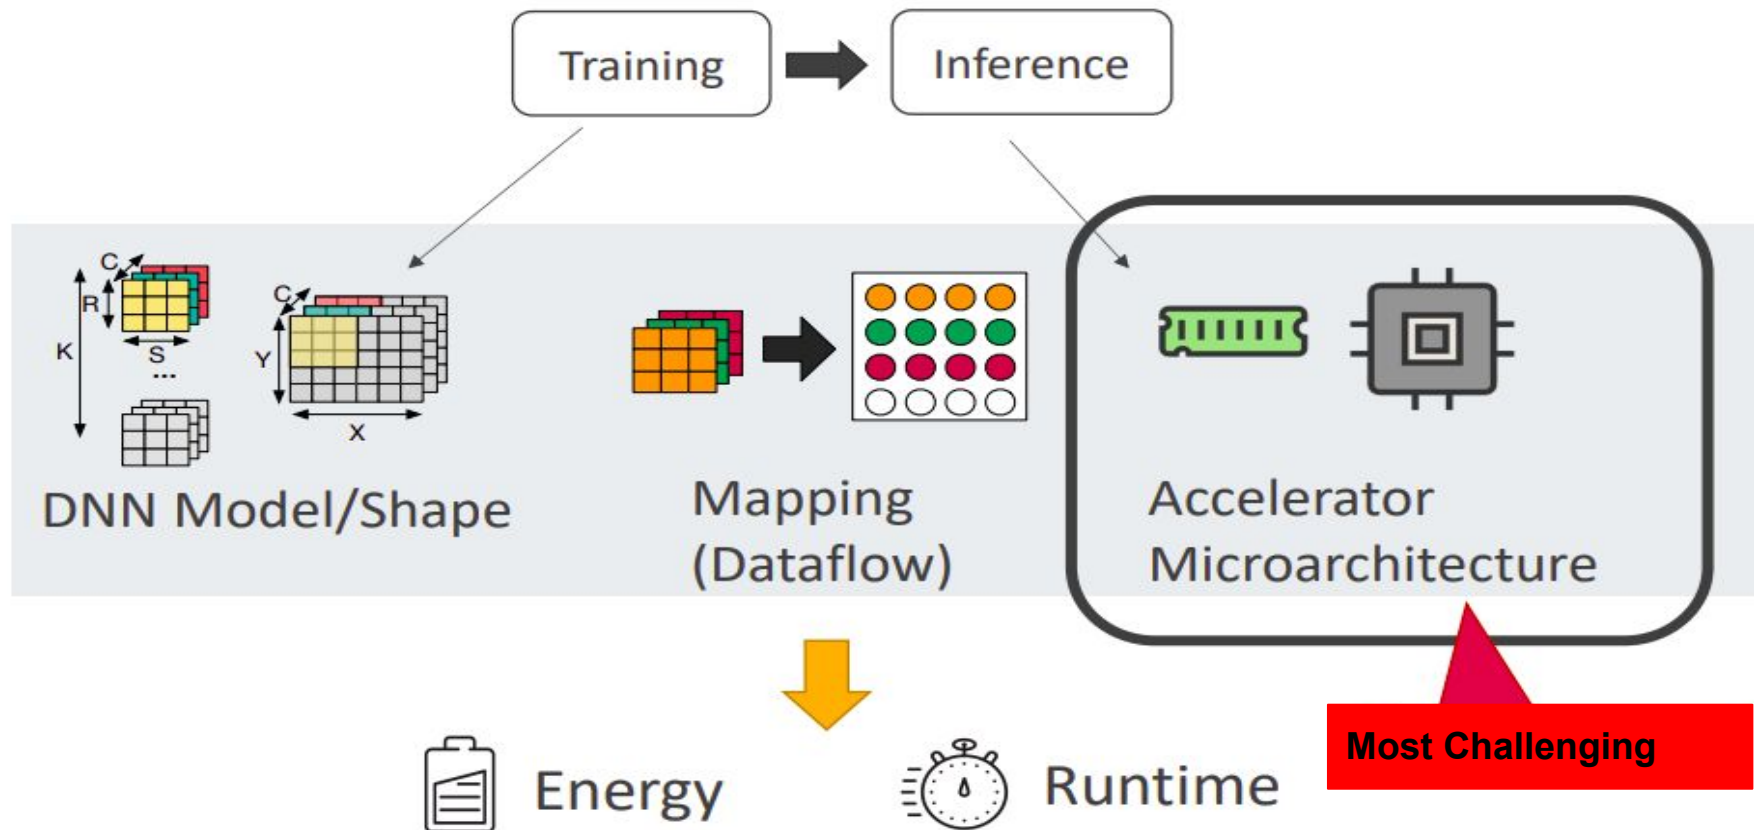 Training
Inference
C
R
K
S
...
C
Y
X
DNN Model/Shape
Mapping
(Dataflow)
Accelerator
Microarchitecture
Most Challenging
Energy
Runtime